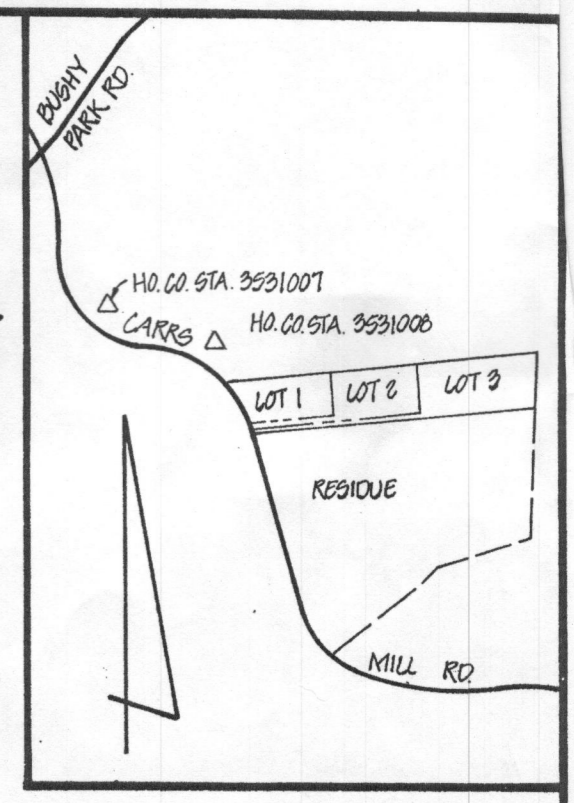 BUSHY
PARK RD.
HO.CO.STA. 3531007
CARRS
HO.CO.STA. 3531008
LOT 1
LOT 2
LOT 3
RESIDUE
MILL RD.